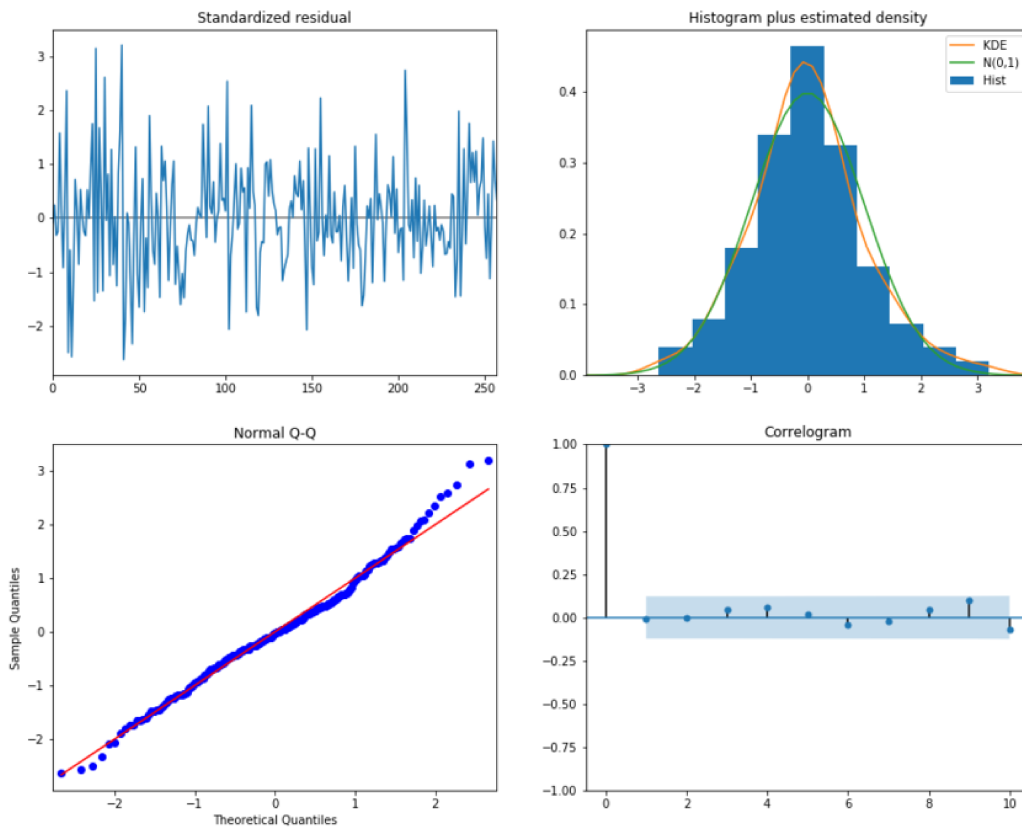 Standardized residual
3
2
1
0
−1
−2
0 50 100 150 200 250
Histogram plus estimated density
KDE
N(0,1)
Hist
0.4
0.3
0.2
0.1
0.0
−3 −2 −1 0 1 2 3
Normal Q-Q
Sample Quantiles
3
2
1
0
−1
−2
−2 −1 0 1 2
Theoretical Quantiles
Correlogram
1.00
0.75
0.50
0.25
0.00
−0.25
−0.50
−0.75
−1.00
0 2 4 6 8 10